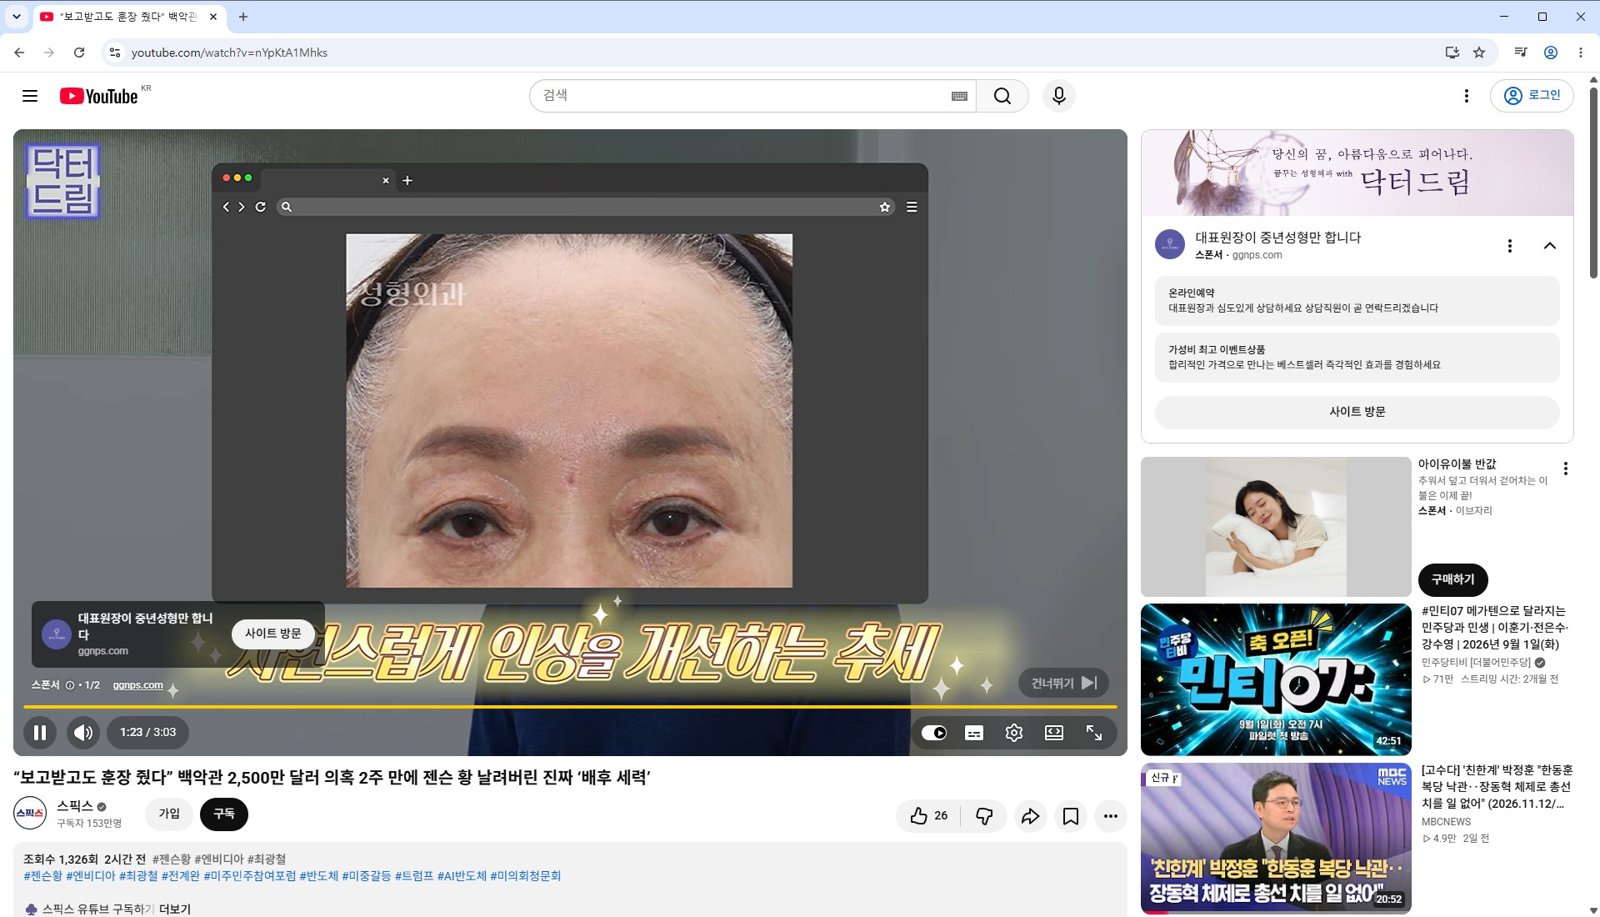 “보고받고도 훈장 줬다” 백악관
youtube.com/watch?v=nYpKtA1Mhks
YouTube KR
검색
로그인
닥터
드림
성형외과
대표원장이 중년성형만 합니
다
ggnps.com
사이트 방문
스폰서 · 1/2 ggnps.com
자연스럽게 인상을 개선하는 추세
건너뛰기
1:23 / 3:03
“보고받고도 훈장 줬다” 백악관 2,500만 달러 의혹 2주 만에 젠슨 황 날려버린 진짜 ‘배후 세력’
스픽스
스픽스
구독자 153만명
가입
구독
26
조회수 1,326회 2시간 전 #젠슨황 #엔비디아 #최광철
#젠슨황 #엔비디아 #최광철 #전계완 #미주민주참여포럼 #반도체 #미중갈등 #트럼프 #AI반도체 #미의회청문회
스픽스 유튜브 구독하기 더보기
당신의 꿈, 아름다움으로 피어나다.
꿈꾸는 성형외과 with 닥터드림
대표원장이 중년성형만 합니다
스폰서 · ggnps.com
온라인예약
대표원장과 심도있게 상담하세요 상담직원이 곧 연락드리겠습니다
가성비 최고 이벤트상품
합리적인 가격으로 만나는 베스트셀러 즉각적인 효과를 경험하세요
사이트 방문
아이유이불 반값
추워서 덮고 더워서 걷어차는 이
불은 이제 끝!
스폰서 · 이브자리
구매하기
민주당
티비
축 오픈!
민티07:
9월 1일(화) 오전 7시
파일럿 첫 방송
42:51
#민티07 메가텐으로 달라지는
민주당과 민생 | 이훈기·전은수·
강수영 | 2026년 9월 1일(화)
민주당티비 [더불어민주당]
71만 스트리밍 시간: 2개월 전
신규
MBC
NEWS
'친한계' 박정훈 "한동훈 복당 낙관··
장동혁 체제로 총선 치를 일 없어"
20:52
[고수다] '친한계' 박정훈 "한동훈
복당 낙관··장동혁 체제로 총선
치를 일 없어" (2026.11.12/...
MBCNEWS
4.9만 2일 전